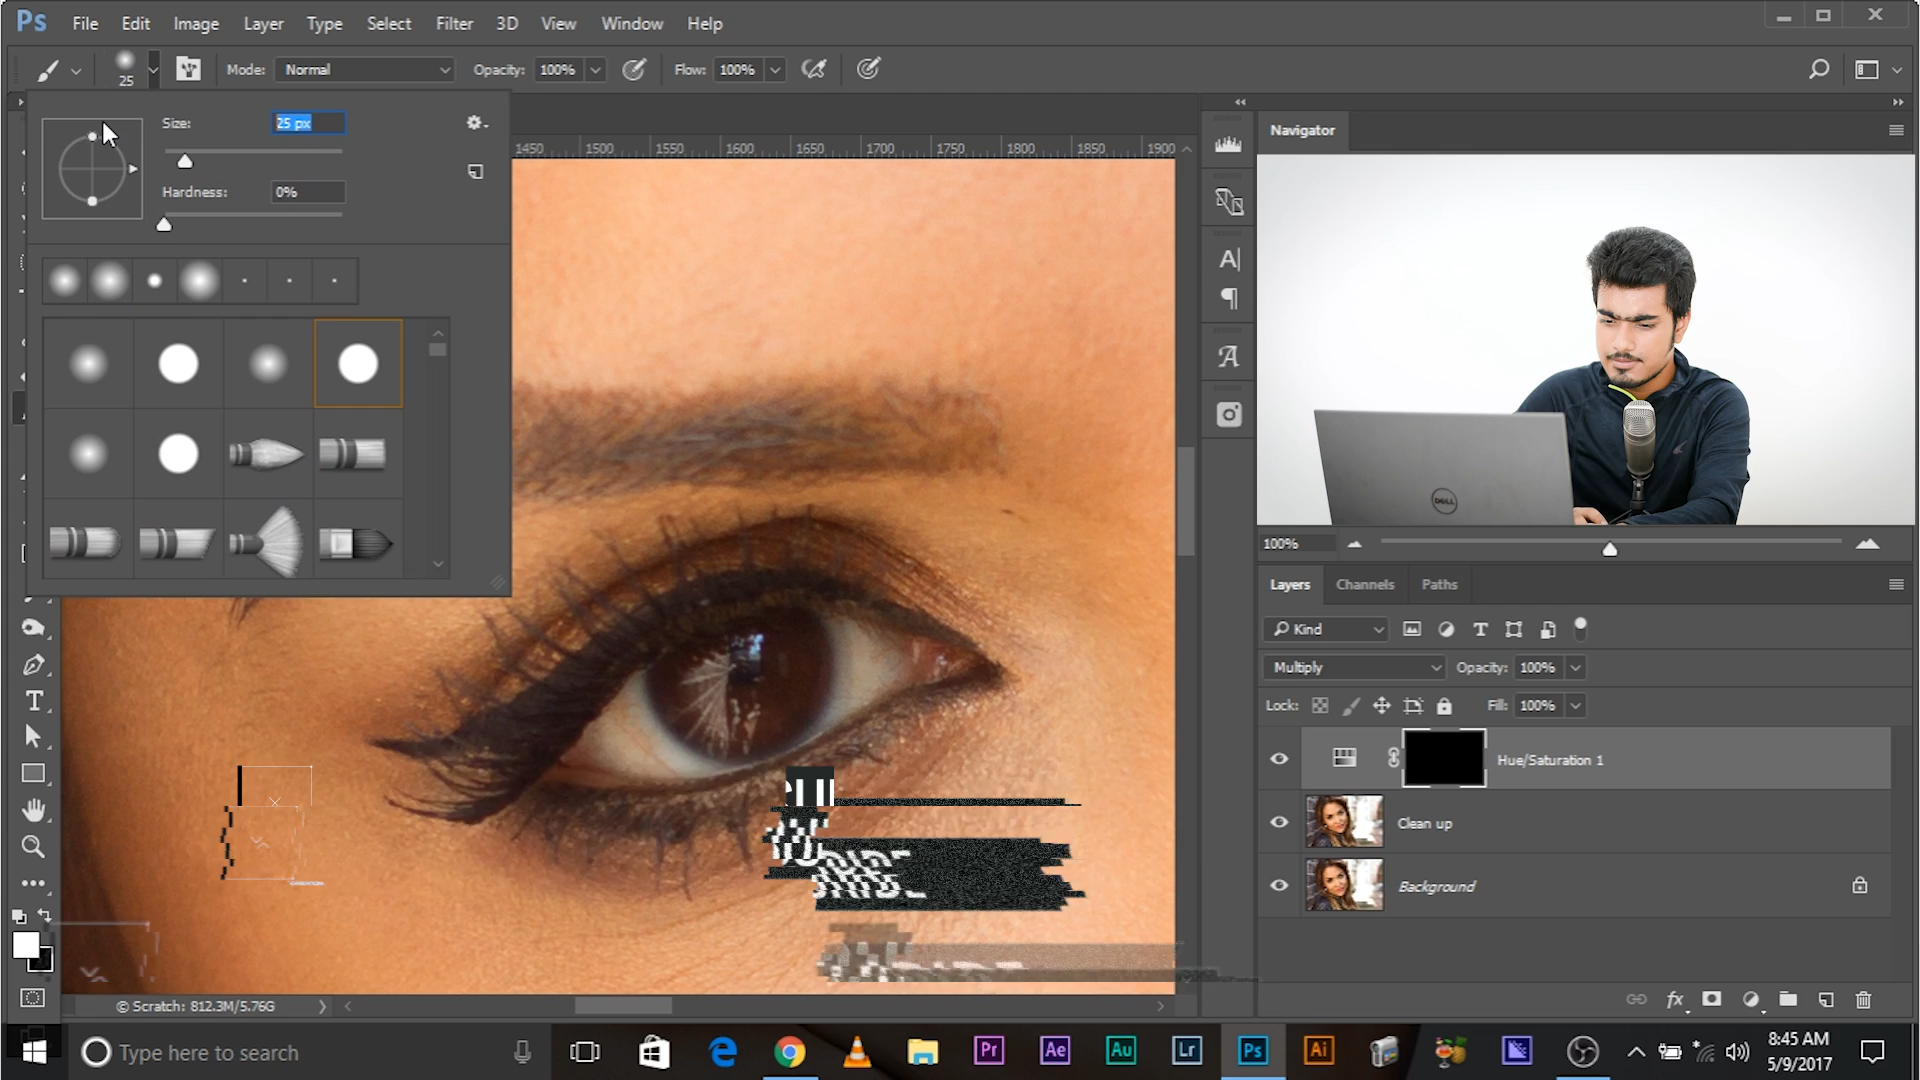 Ps File Edit Image Layer Type Select Filter 3D View Window Help
25 Mode: Normal Opacity: 100% Flow: 100%
Size: 25 px
Hardness: 0%
1450 1500 1550 1600 1650 1700 1750 1800 1850 1900
Navigator
DELL
100%
Layers Channels Paths
Kind
Multiply Opacity: 100%
Lock: Fill: 100%
Hue/Saturation 1
Clean up
Background
Scratch: 812.3M/5.76G
Type here to search
Pr Ae Au Lr Ps Ai
8:45 AM
5/9/2017